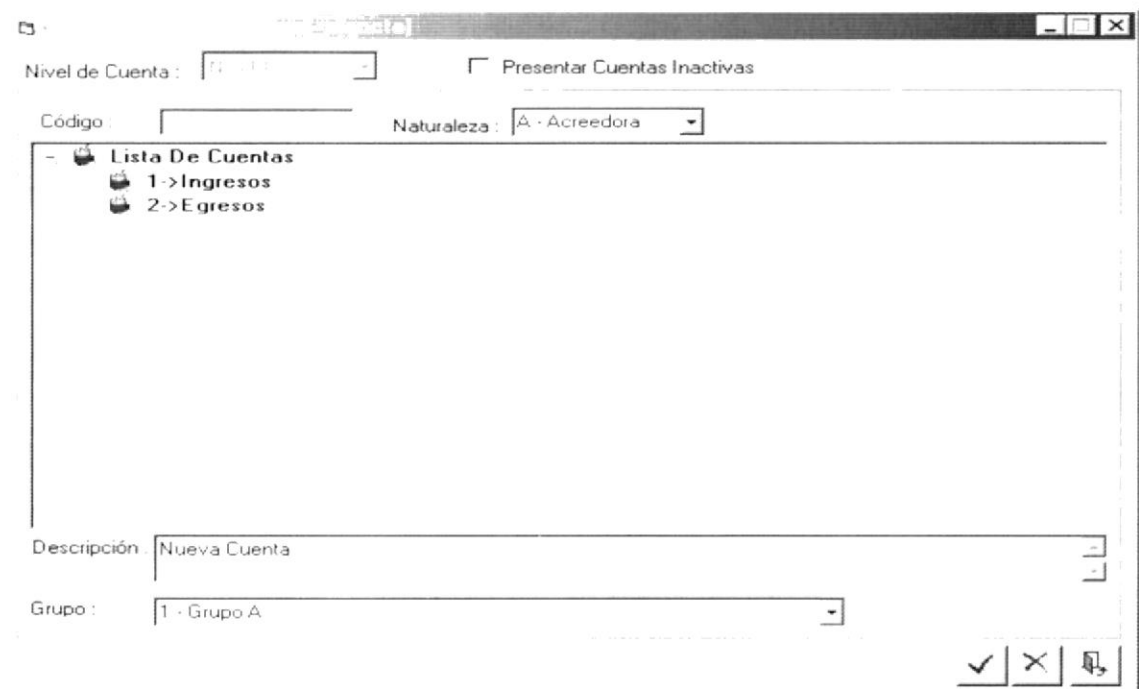 Nivel de Cuenta :
Presentar Cuentas Inactivas
Código :
Naturaleza : A - Acreedora
Lista De Cuentas
1->Ingresos
2->Egresos
Descripción : Nueva Cuenta
Grupo : 1 - Grupo A